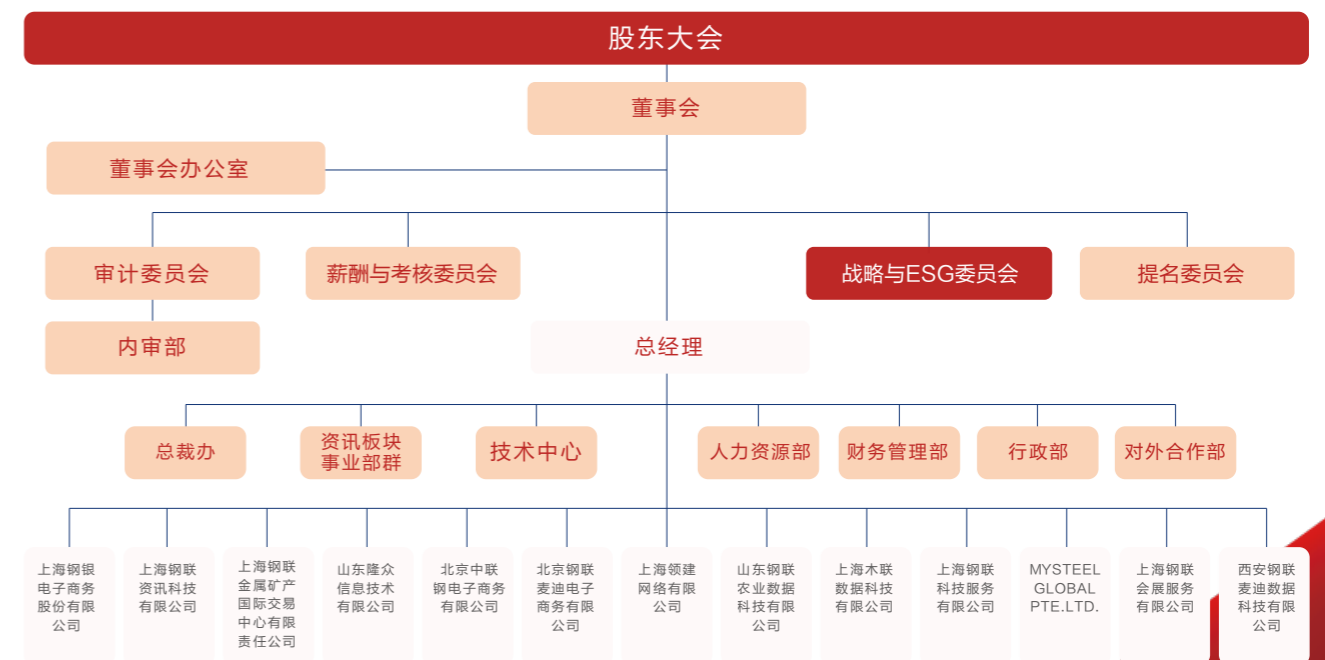 股东大会
董事会
董事会办公室
审计委员会
薪酬与考核委员会
战略与ESG委员会
提名委员会
内审部
总经理
总裁办
资讯板块
事业部群
技术中心
人力资源部
财务管理部
行政部
对外合作部
上海钢银
电子商务
股份有限
公司
上海钢联
资讯科技
有限公司
上海钢联
金属矿产
国际交易
中心有限
责任公司
山东隆众
信息技术
有限公司
北京中联
钢电子商务
有限公司
北京钢联
麦迪电子
商务有限
公司
上海领建
网络有限
公司
山东钢联
农业数据
科技有限
公司
上海木联
数据科技
有限公司
上海钢联
科技服务
有限公司
MYSTEEL
GLOBAL
PTE.LTD.
上海钢联
会展服务
有限公司
西安钢联
麦迪数据
科技有限
公司